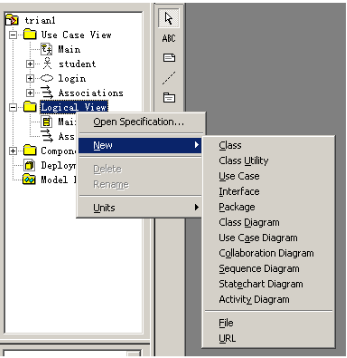 trian1
Use Case View
Main
student
login
Associations
Logical View
Mai
Ass
Compon
Deploym
Model
ABC
Open Specification...
New
Delete
Rename
Units
Class
Class Utility
Use Case
Interface
Package
Class Diagram
Use Case Diagram
Collaboration Diagram
Sequence Diagram
Statechart Diagram
Activity Diagram
File
URL